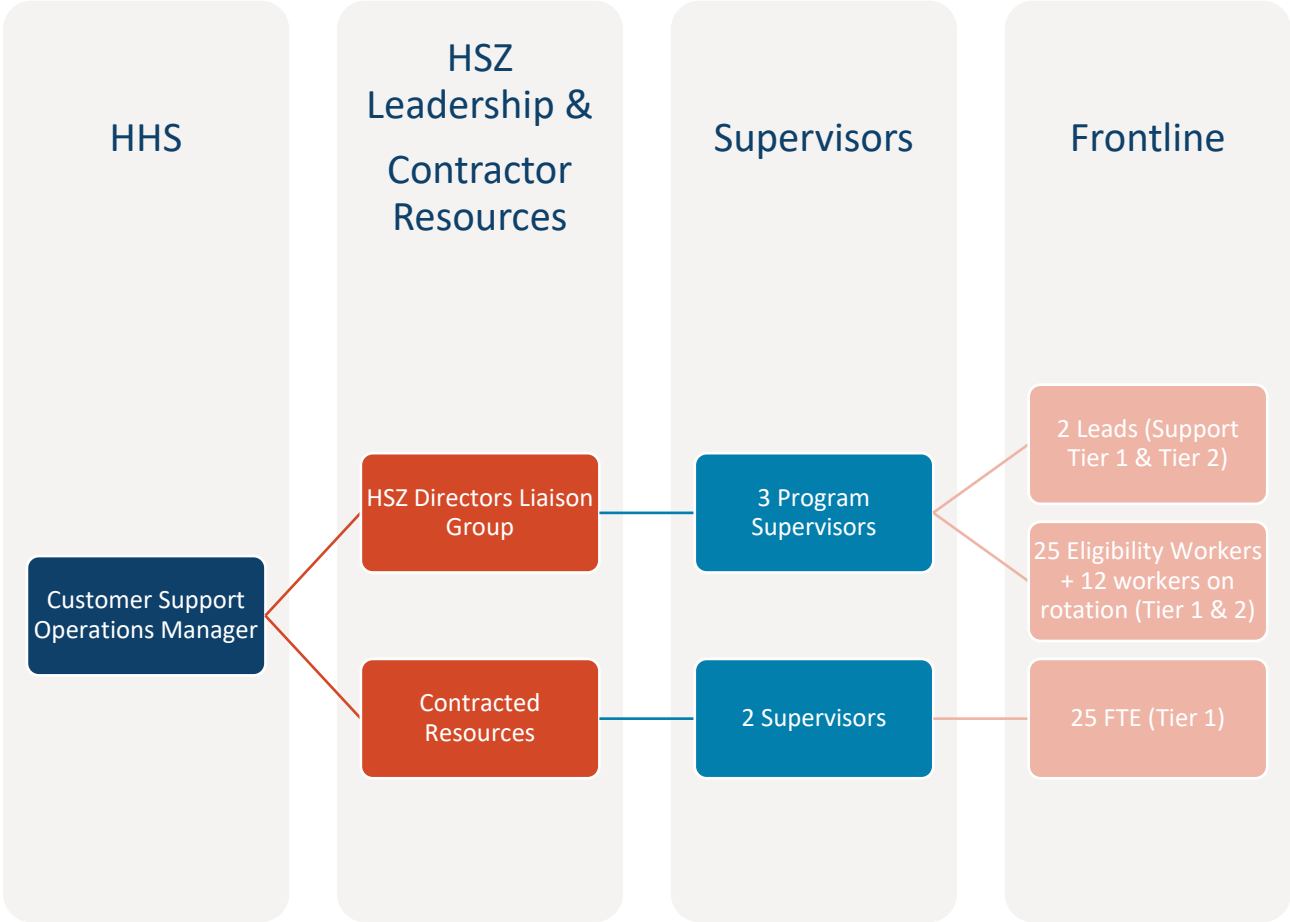 HHS
HSZ
Leadership &
Contractor
Resources
Supervisors
Frontline
Customer Support
Operations Manager
HSZ Directors Liaison
Group
Contracted
Resources
3 Program
Supervisors
2 Supervisors
2 Leads (Support
Tier 1 & Tier 2)
25 Eligibility Workers
+ 12 workers on
rotation (Tier 1 & 2)
25 FTE (Tier 1)